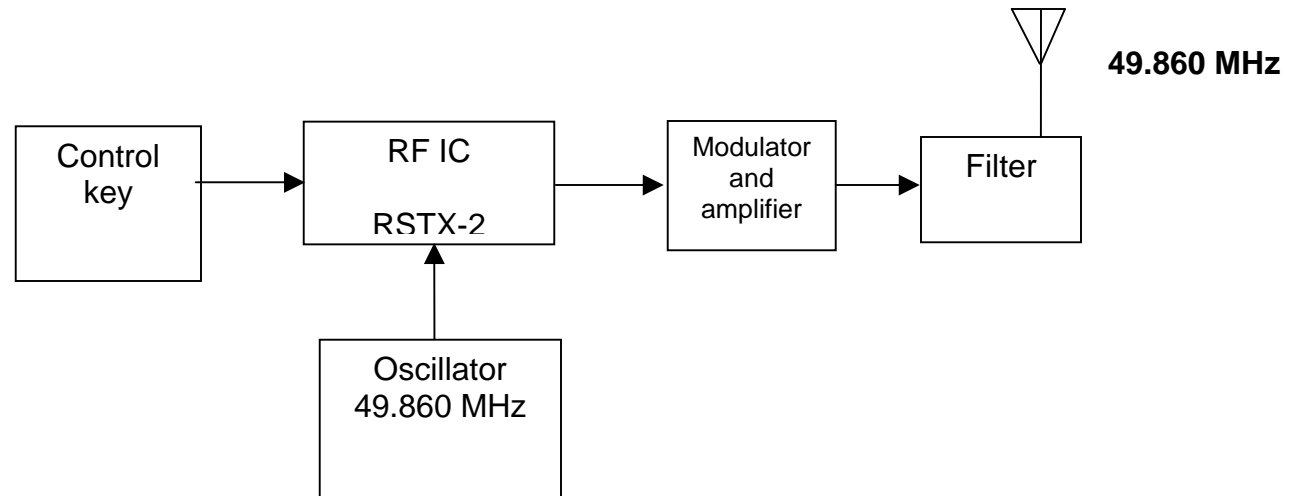 49.860 MHz
Control
key
RF IC
RSTX-2
Modulator
and
amplifier
Filter
Oscillator
49.860 MHz